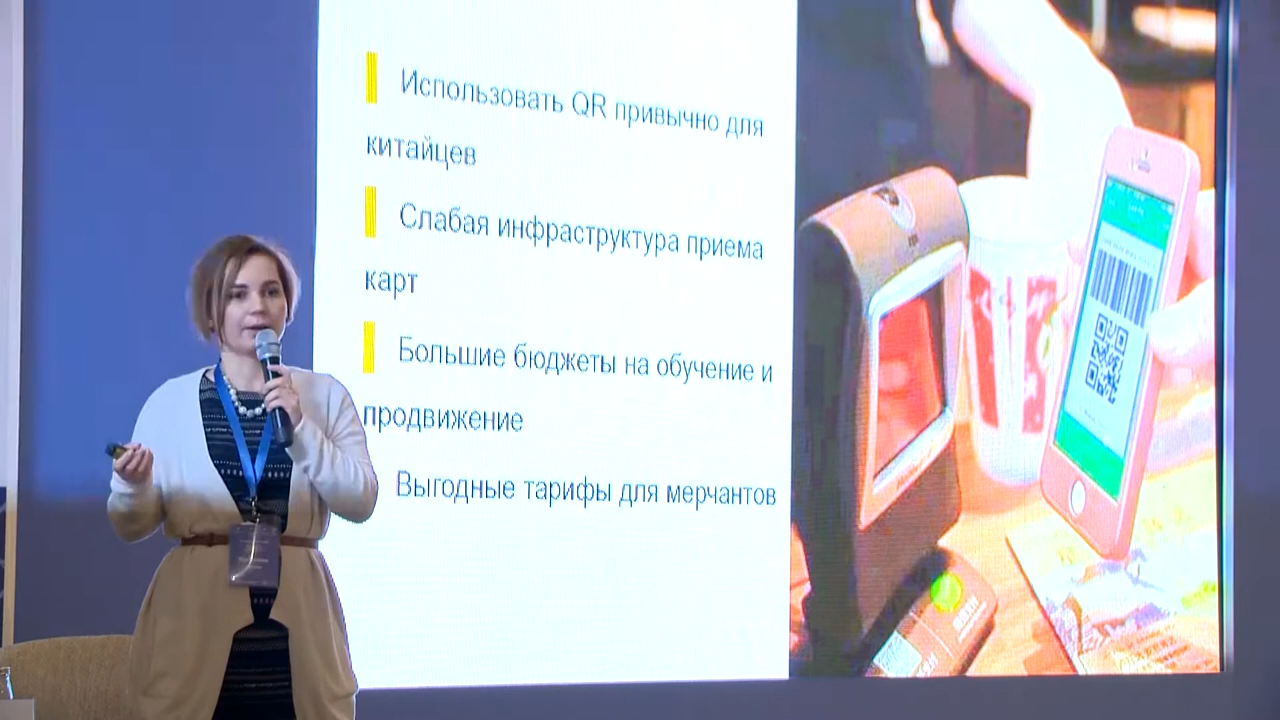 Использовать QR привычно для
китайцев
Слабая инфраструктура приема
карт
Большие бюджеты на обучение и
продвижение
Выгодные тарифы для мерчантов